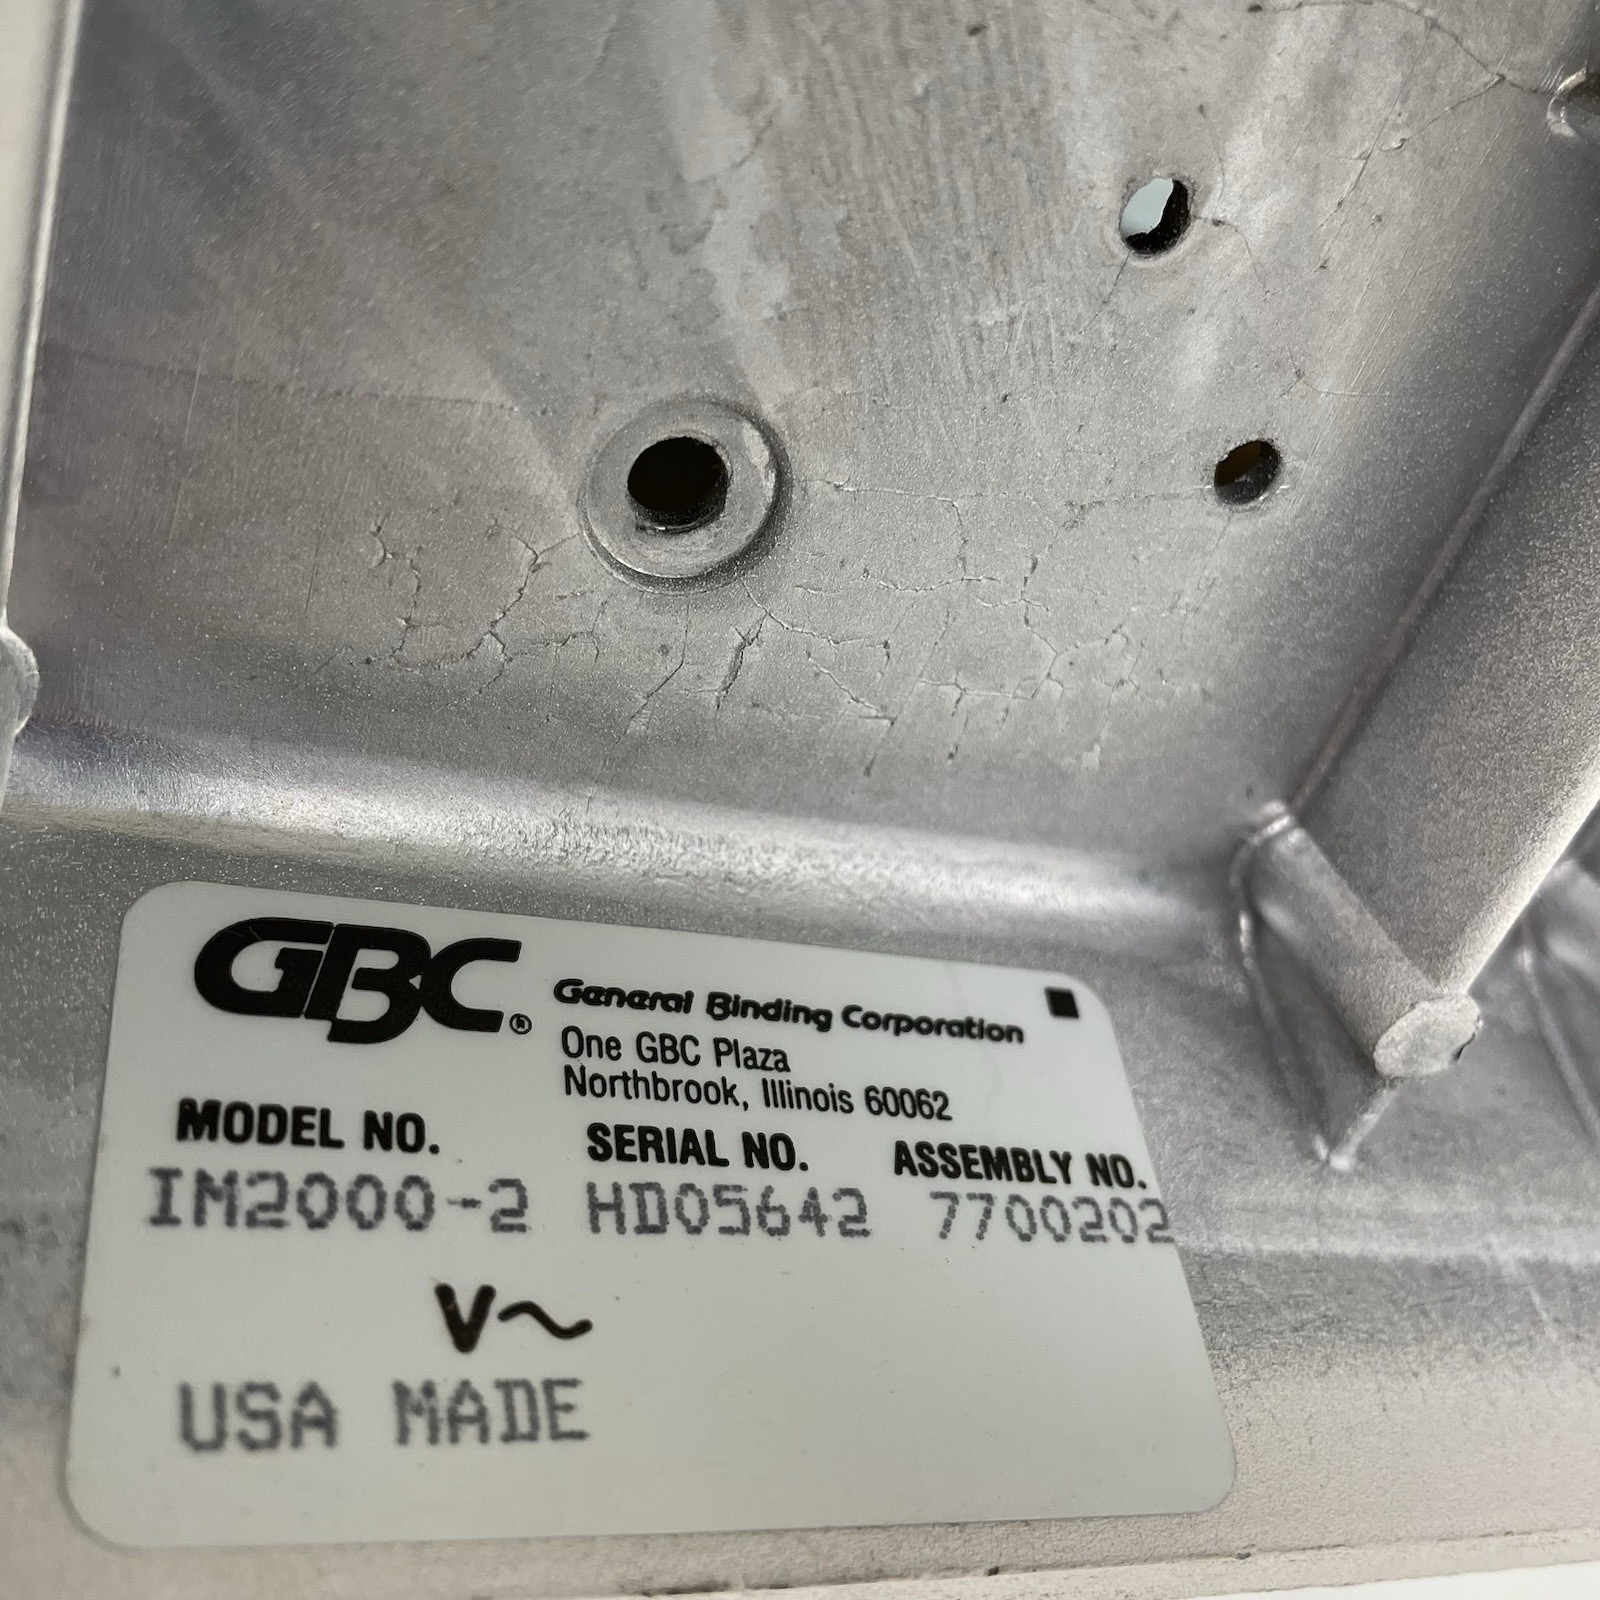 GBC®
General Binding Corporation
One GBC Plaza
Northbrook, Illinois 60062
MODEL NO. SERIAL NO. ASSEMBLY NO.
IM2000-2 HD05642 7700202
V~
USA MADE